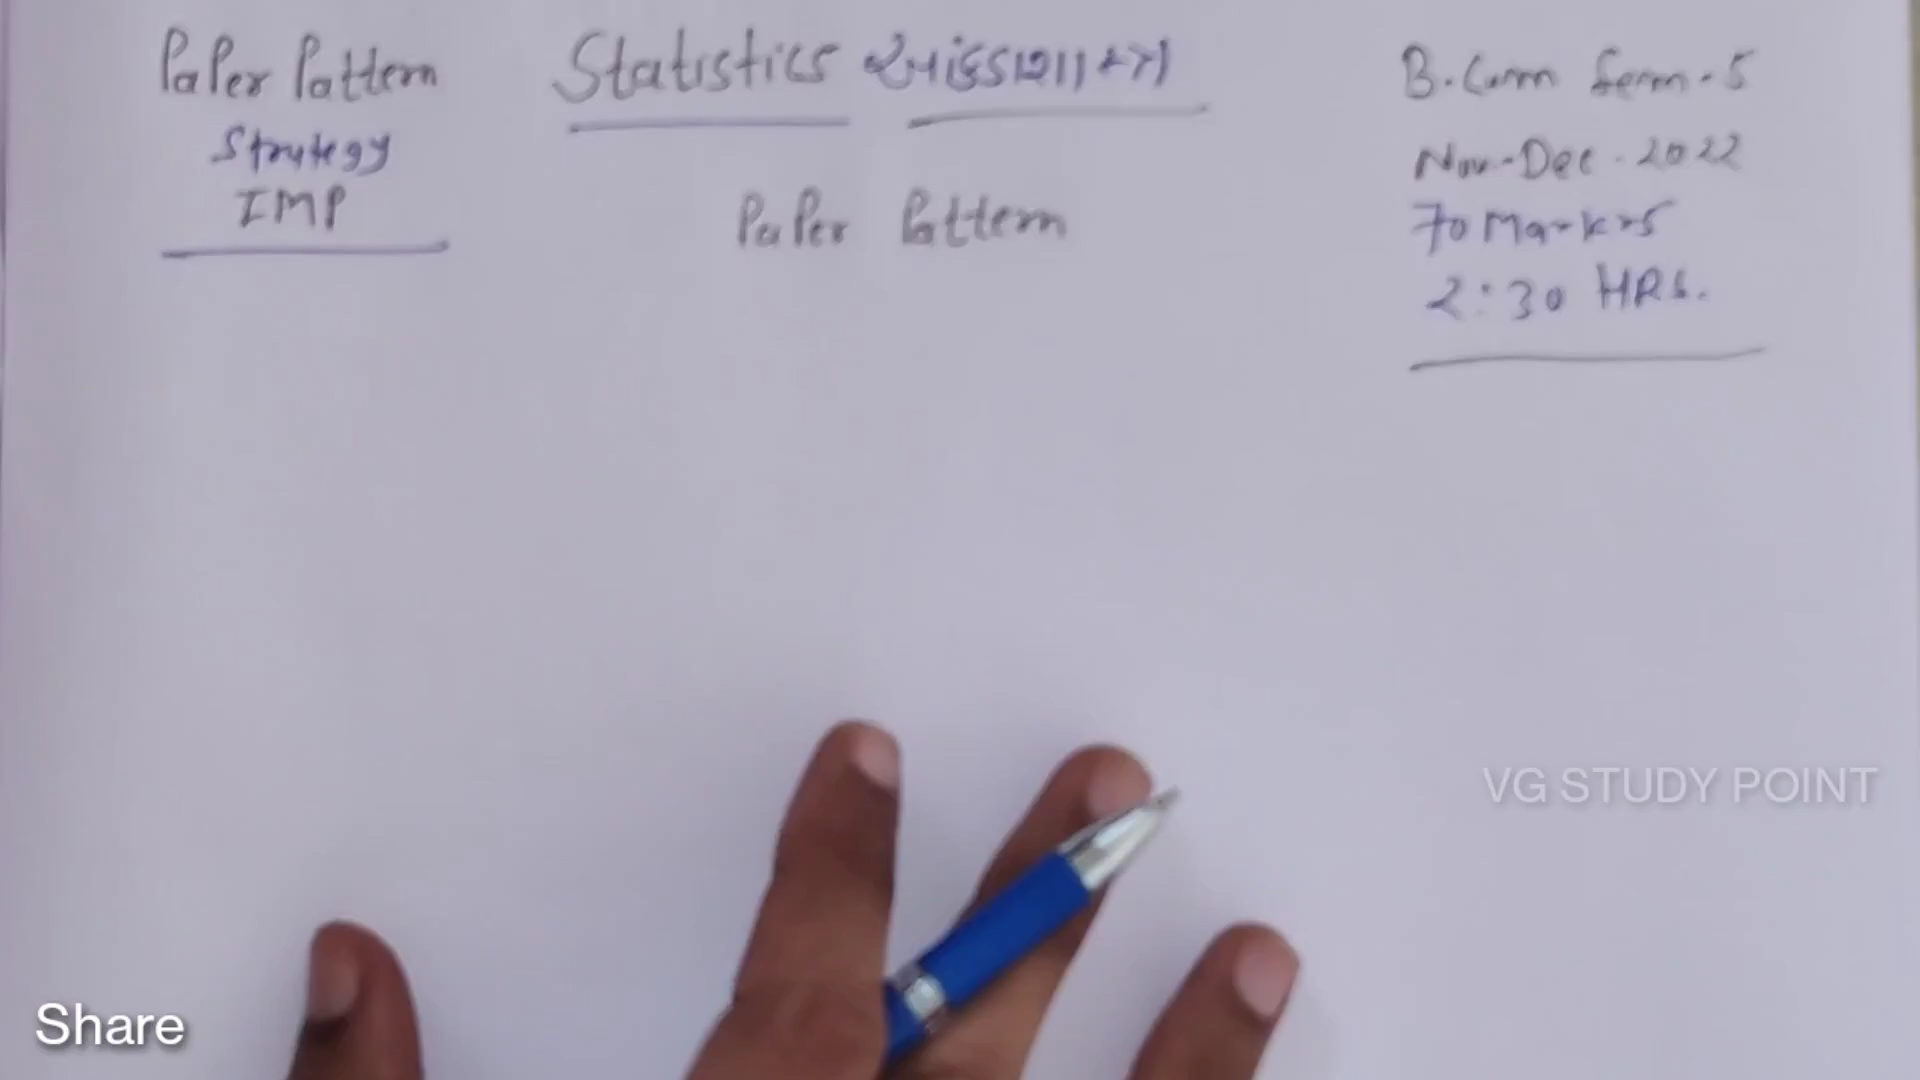 Paper Pattern
Strategy
IMP
Statistics આંકડાશાસ્ત્ર
Paper Pattern
B.Com Sem-5
Nov-Dec-2022
70 Marks
2:30 HRS.
VG STUDY POINT
Share